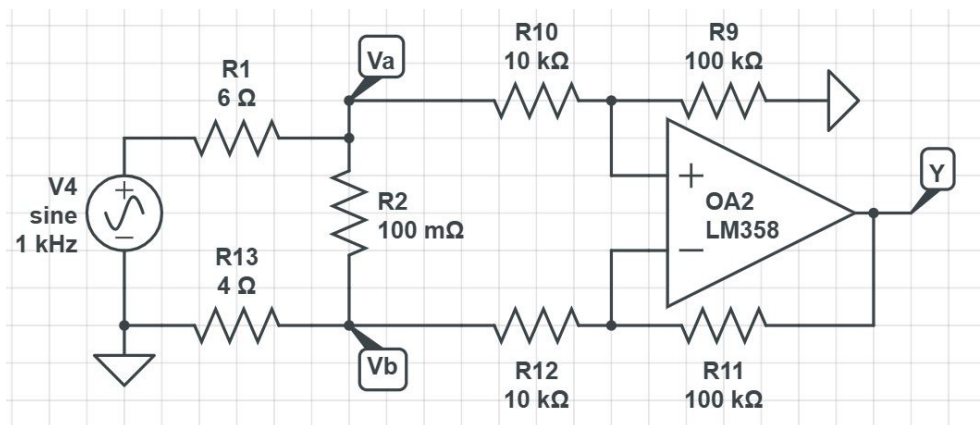 R10
10 kΩ
R9
100 kΩ
Va
R1
6 Ω
V4
sine
1 kHz
+
−
R2
100 mΩ
+
−
OA2
LM358
Y
R13
4 Ω
Vb
R12
10 kΩ
R11
100 kΩ